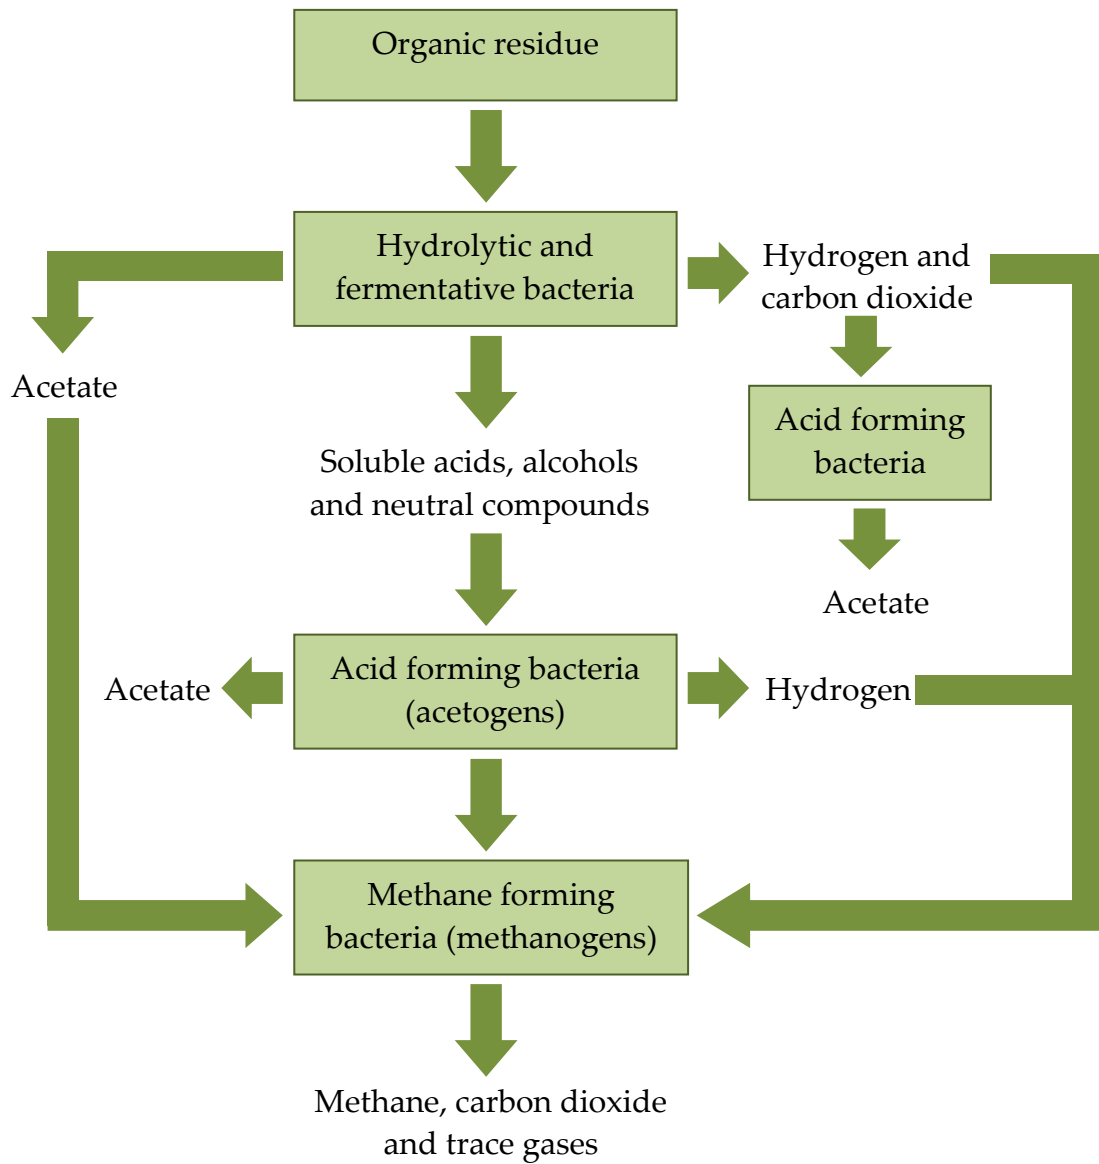 Organic residue
Hydrolytic and
fermentative bacteria
Hydrogen and
carbon dioxide
Acetate
Acid forming
bacteria
Soluble acids, alcohols
and neutral compounds
Acetate
Acetate
Acid forming bacteria
(acetogens)
Hydrogen
Methane forming
bacteria (methanogens)
Methane, carbon dioxide
and trace gases